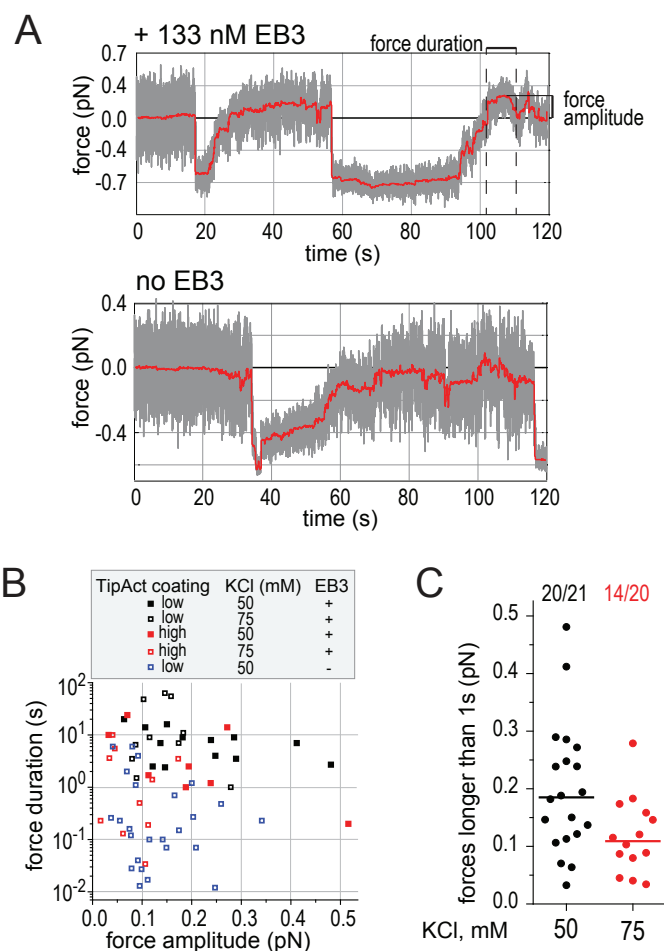 A
+ 133 nM EB3
force duration
force amplitude
force (pN)
0.7
0.4
0.0
-0.4
-0.7
0 20 40 60 80 100 120
time (s)
no EB3
force (pN)
0.4
0.0
-0.4
0 20 40 60 80 100 120
time (s)
B
TipAct coating KCl (mM) EB3
low 50 +
low 75 +
high 50 +
high 75 +
low 50 -
force duration (s)
10²
10¹
10⁰
10⁻¹
10⁻²
0.0 0.1 0.2 0.3 0.4 0.5
force amplitude (pN)
C
20/21 14/20
forces longer than 1s (pN)
0.5
0.4
0.3
0.2
0.1
0.0
KCl, mM 50 75